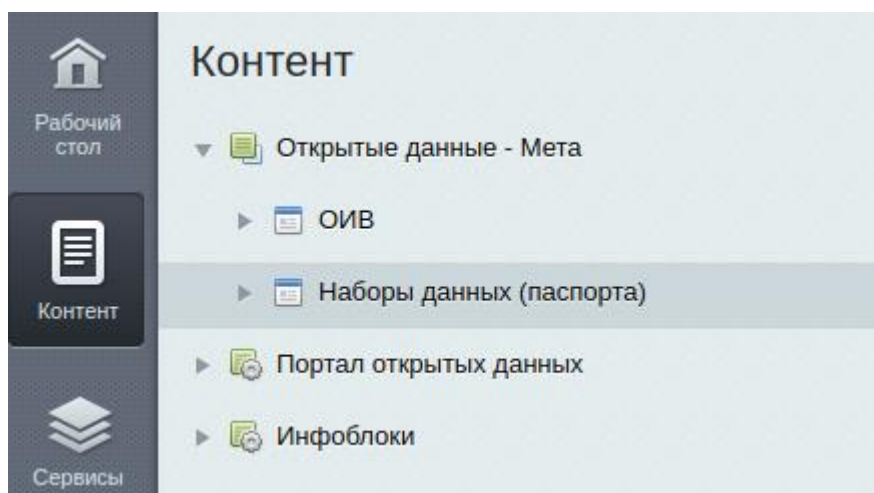 Рабочий
стол
Контент
Сервисы
Контент
Открытые данные - Мета
ОИВ
Наборы данных (паспорта)
Портал открытых данных
Инфоблоки